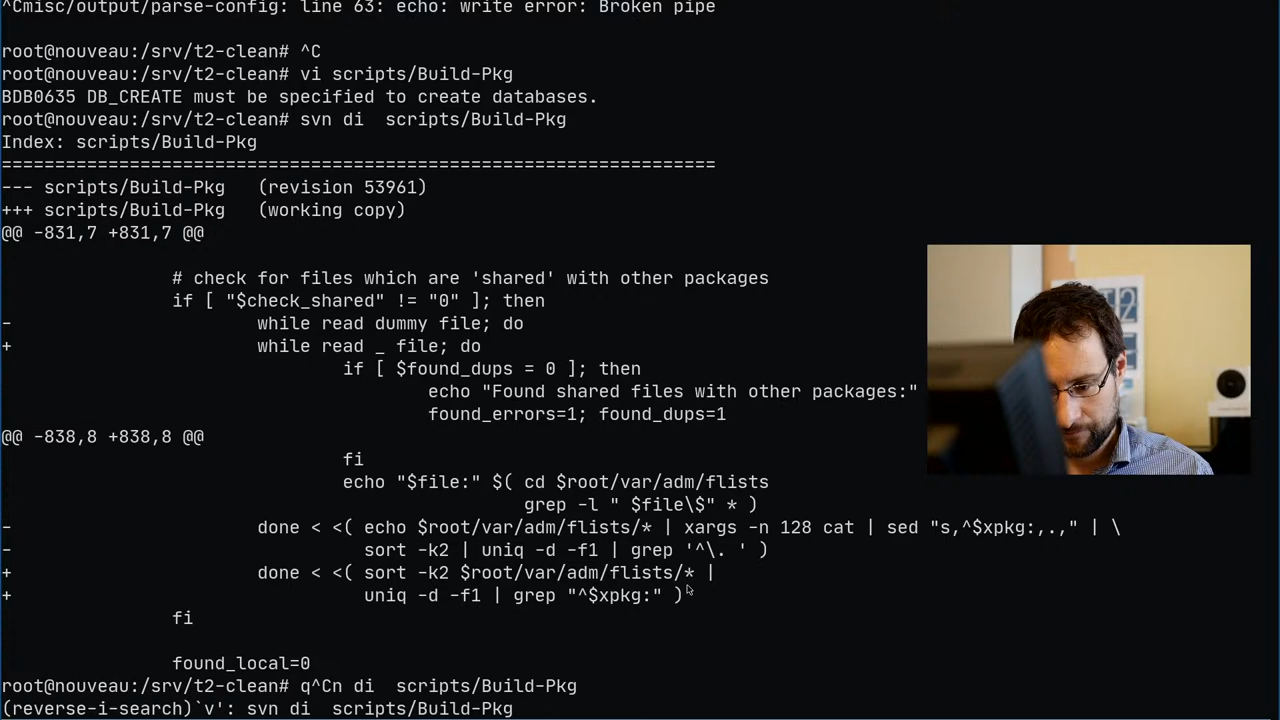 ^Cmisc/output/parse-config: line 63: echo: write error: Broken pipe
root@nouveau:/srv/t2-clean# ^C
root@nouveau:/srv/t2-clean# vi scripts/Build-Pkg
BDB0635 DB_CREATE must be specified to create databases.
root@nouveau:/srv/t2-clean# svn di  scripts/Build-Pkg
Index: scripts/Build-Pkg
===================================================================
--- scripts/Build-Pkg   (revision 53961)
+++ scripts/Build-Pkg   (working copy)
@@ -831,7 +831,7 @@
                # check for files which are 'shared' with other packages
                if [ "$check_shared" != "0" ]; then
-                       while read dummy file; do
+                       while read _ file; do
                                if [ $found_dups = 0 ]; then
                                        echo "Found shared files with other packages:"
                                        found_errors=1; found_dups=1
@@ -838,8 +838,8 @@
                                fi
                                echo "$file:" $( cd $root/var/adm/flists
                                                 grep -l " $file\$" * )
-                       done < <( echo $root/var/adm/flists/* | xargs -n 128 cat | sed "s,^$xpkg:,.," | \
-                                 sort -k2 | uniq -d -f1 | grep '^\. ' )
+                       done < <( sort -k2 $root/var/adm/flists/* |
+                                 uniq -d -f1 | grep "^$xpkg:" )
                fi
                found_local=0
root@nouveau:/srv/t2-clean# q^Cn di  scripts/Build-Pkg
(reverse-i-search)`v': svn di  scripts/Build-Pkg
T2